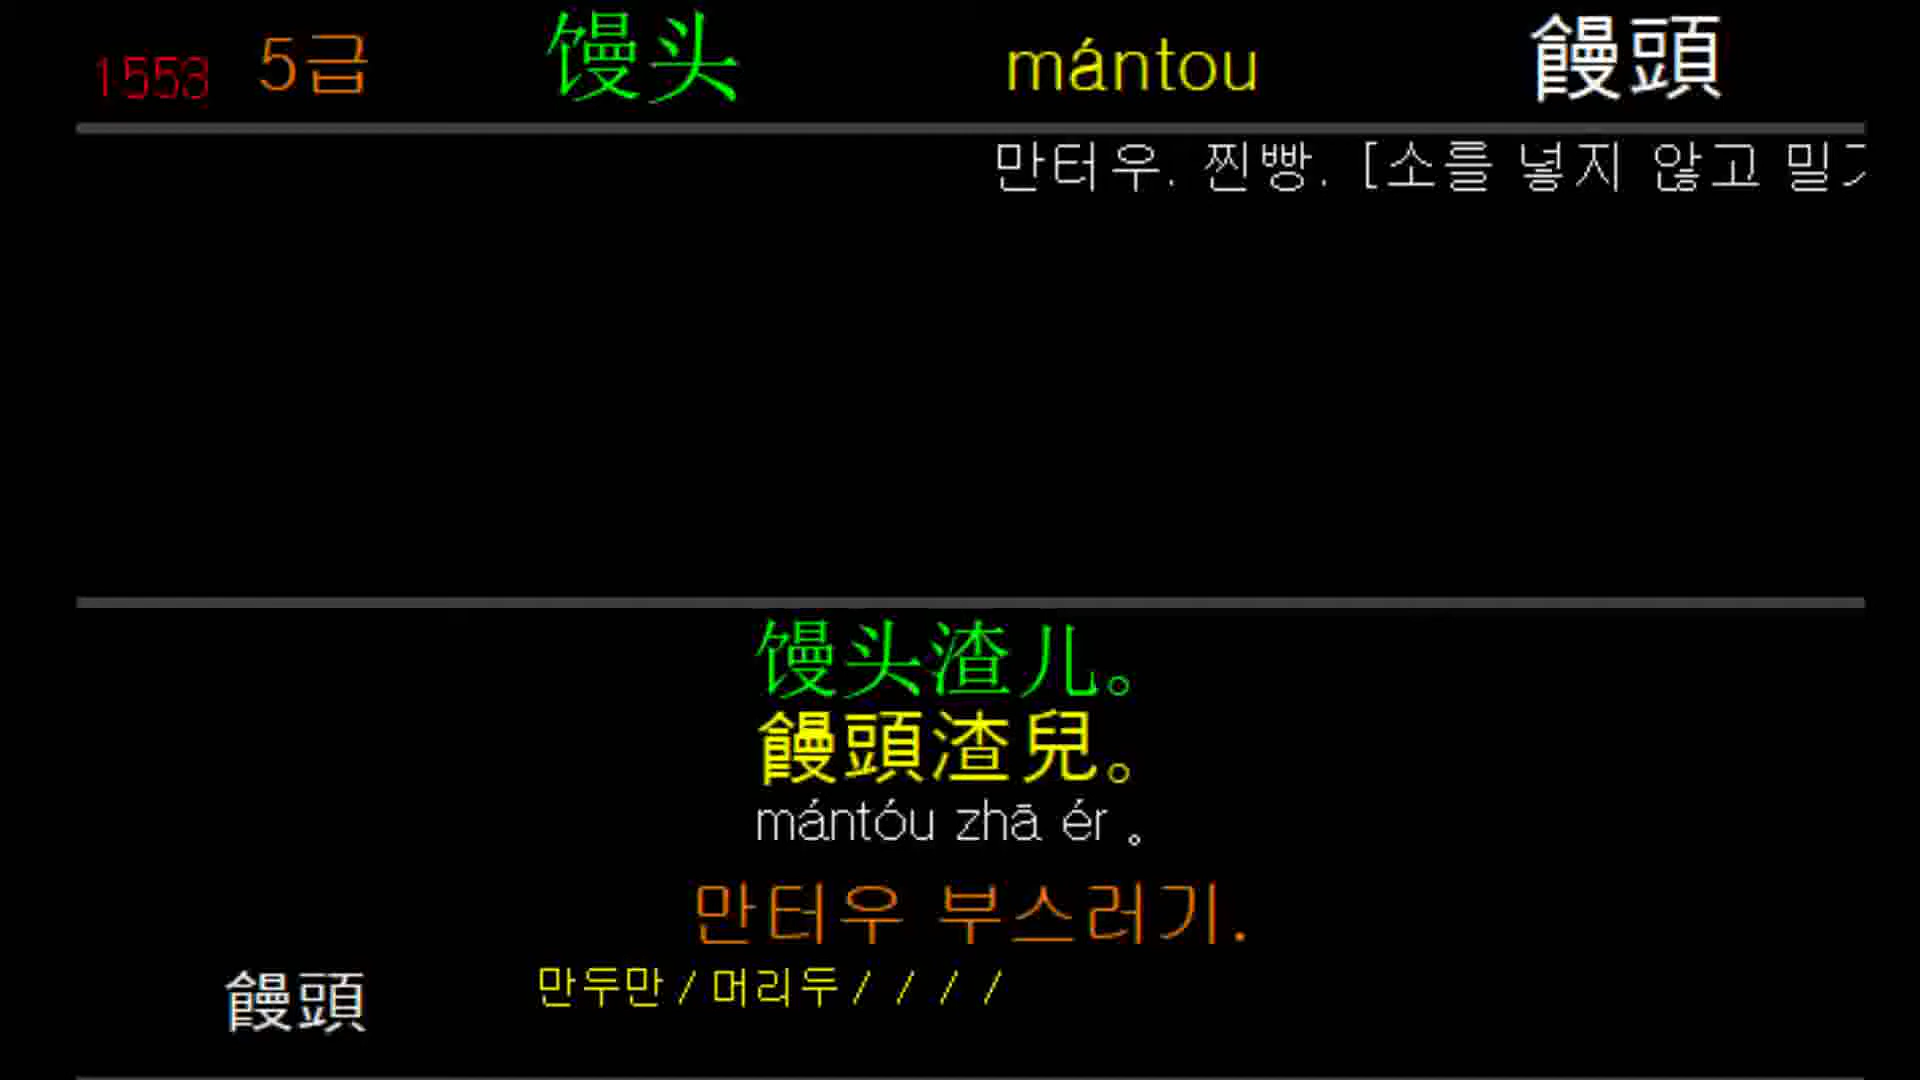 1553 5급 馒头 mántou 饅頭
만터우. 찐빵. [소를 넣지 않고 밀
馒头渣儿。
饅頭渣兒。
mántóu zhā ér 。
만터우 부스러기.
饅頭 만두만 / 머리두 / / / /